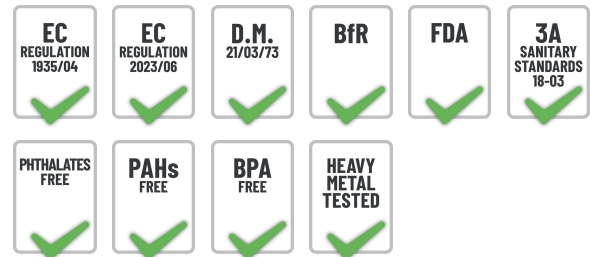 EC
REGULATION
1935/04
EC
REGULATION
2023/06
D.M.
21/03/73
BfR
FDA
3A
SANITARY
STANDARDS
18-03
PHTHALATES
FREE
PAHs
FREE
BPA
FREE
HEAVY
METAL
TESTED